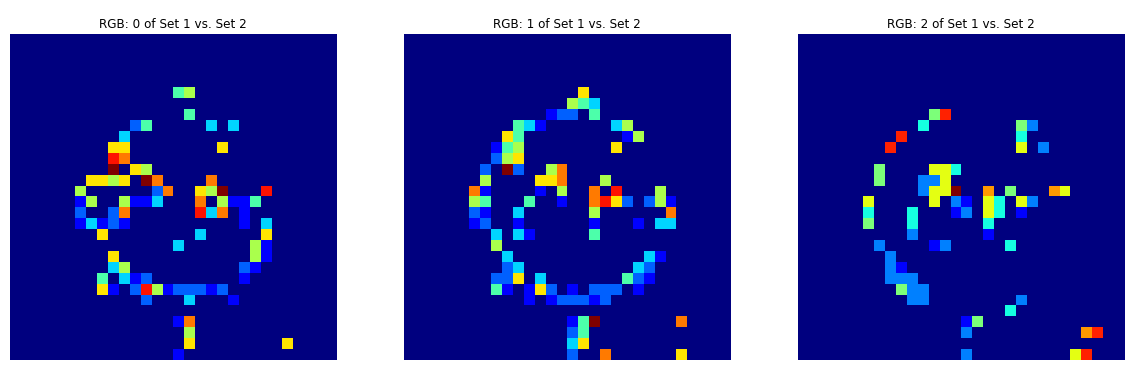 RGB: 0 of Set 1 vs. Set 2
RGB: 1 of Set 1 vs. Set 2
RGB: 2 of Set 1 vs. Set 2